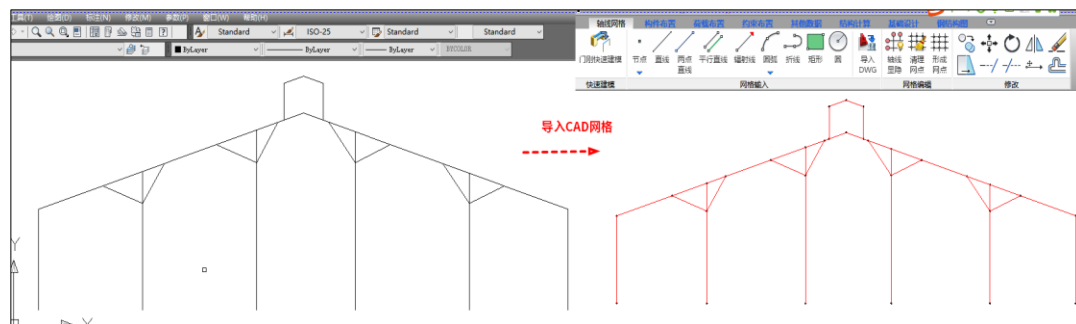 工具(T) 绘图(D) 标注(N) 修改(M) 参数(P) 窗口(W) 帮助(H)
Standard ISO-25 Standard Standard
ByLayer ByLayer ByLayer BYCOLOR
Y
X
导入CAD网格
轴线网格 构件布置 荷载布置 约束布置 其他数据 结构计算 基础设计 钢结构图
门刚快速建模 节点 直线 两点直线 平行直线 辐射线 圆弧 折线 矩形 圆 导入DWG 轴线显隐 清理网点 形成网点
快速建模 网格输入 网格编辑 修改